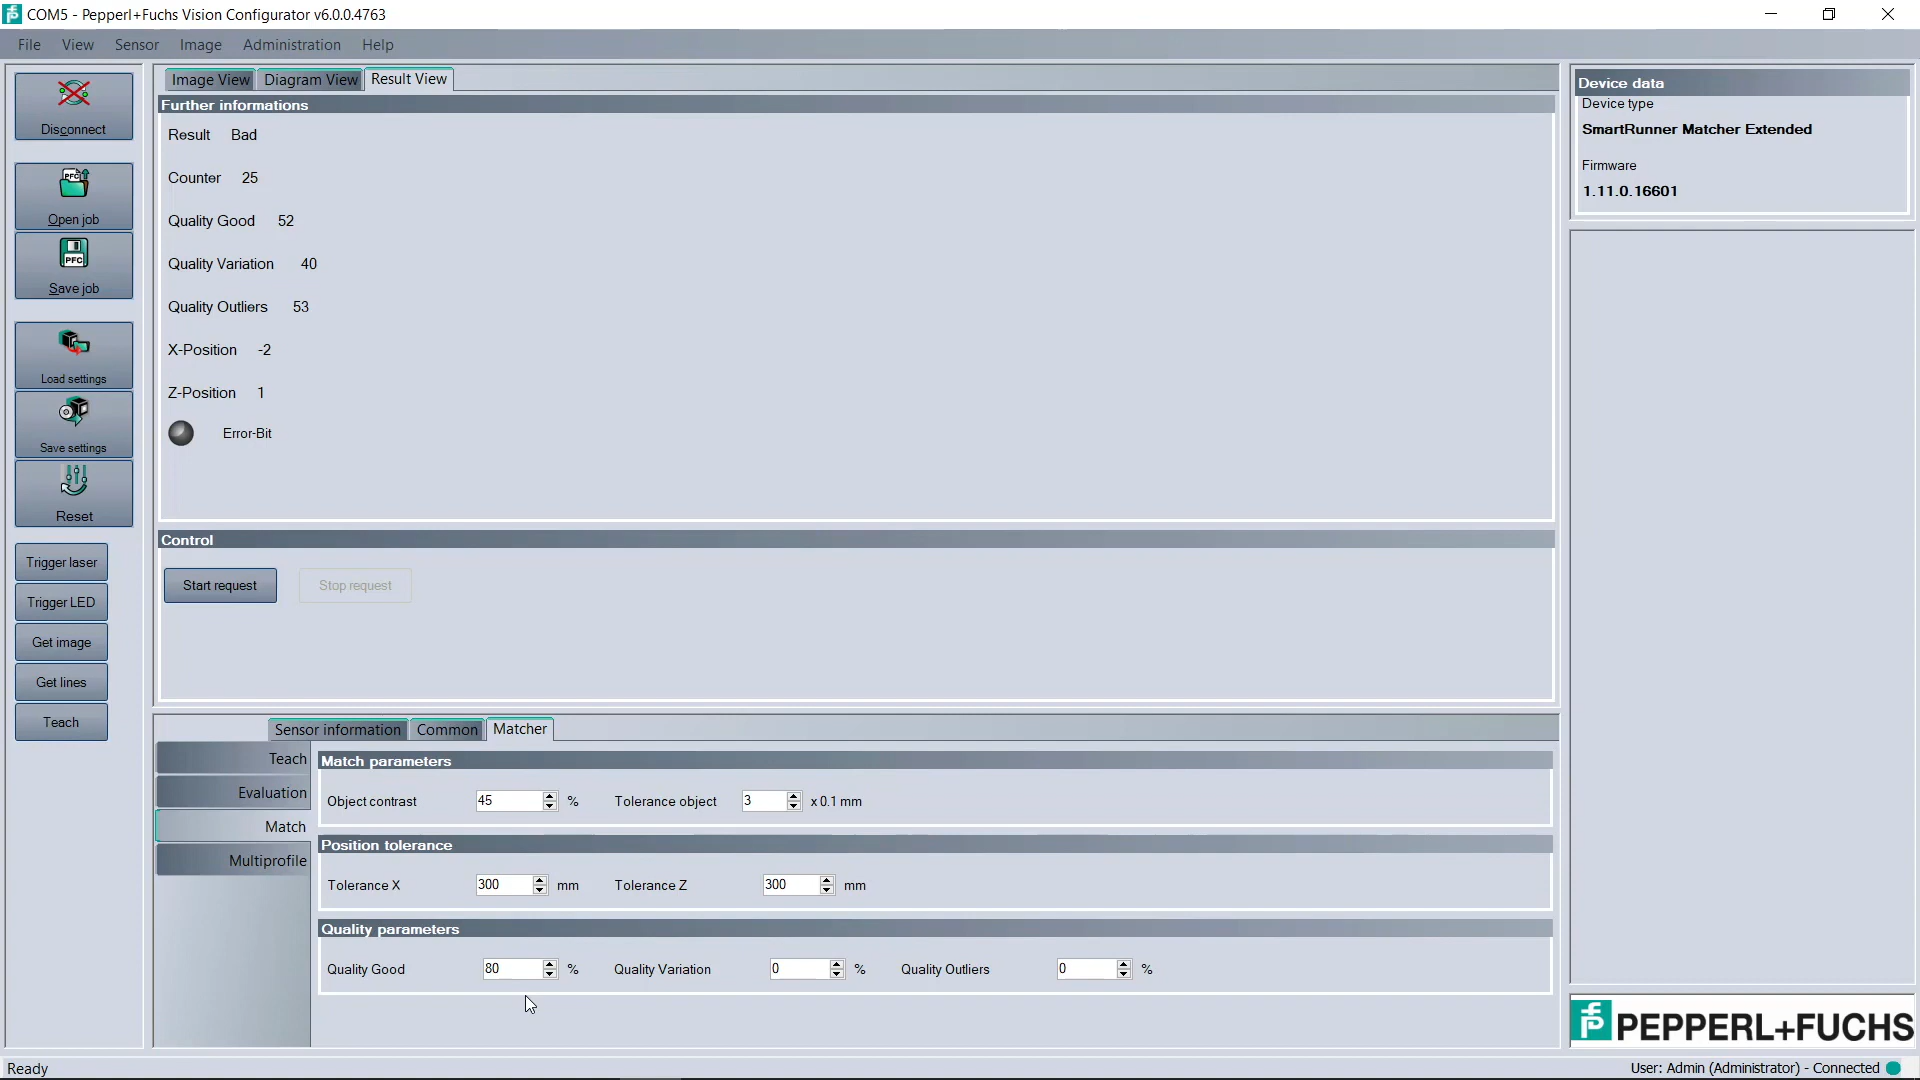 COM5 - Pepperl+Fuchs Vision Configurator v6.0.0.4763
File View Sensor Image Administration Help
Disconnect
PFC
Open job
PFC
Save job
Load settings
Save settings
Reset
Trigger laser
Trigger LED
Get image
Get lines
Teach
Image View Diagram View Result View
Further informations
Result Bad
Counter 25
Quality Good 52
Quality Variation 40
Quality Outliers 53
X-Position -2
Z-Position 1
Error-Bit
Control
Start request Stop request
Sensor information Common Matcher
Teach
Evaluation
Match
Multiprofile
Match parameters
Object contrast 45 % Tolerance object 3 x 0.1 mm
Position tolerance
Tolerance X 300 mm Tolerance Z 300 mm
Quality parameters
Quality Good 80 % Quality Variation 0 % Quality Outliers 0 %
Device data
Device type
SmartRunner Matcher Extended
Firmware
1.11.0.16601
PEPPERL+FUCHS
Ready
User: Admin (Administrator) - Connected